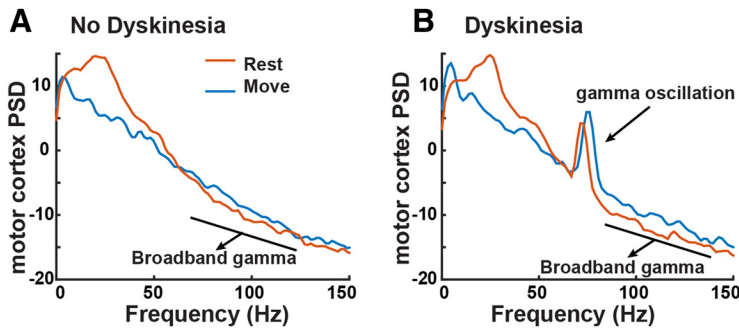 A
No Dyskinesia
Rest
Move
motor cortex PSD
10
0
-10
-20
Broadband gamma
0
50
100
150
Frequency (Hz)
B
Dyskinesia
gamma oscillation
motor cortex PSD
10
0
-10
-20
Broadband gamma
0
50
100
150
Frequency (Hz)